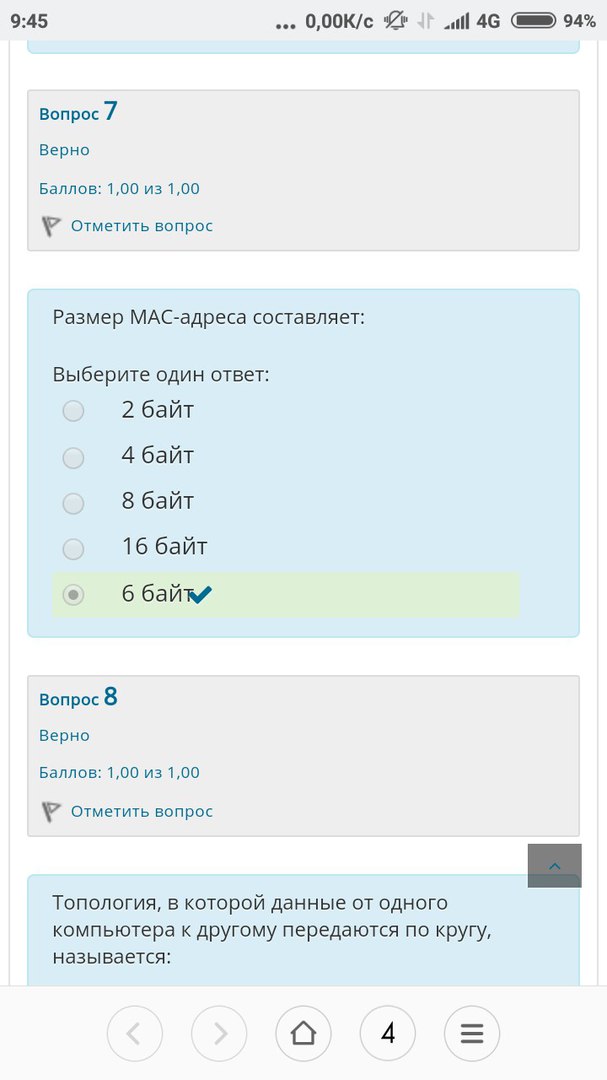 9:45 ... 0,00K/c 4G 94%
Вопрос 7
Верно
Баллов: 1,00 из 1,00
Отметить вопрос
Размер MAC-адреса составляет:
Выберите один ответ:
2 байт
4 байт
8 байт
16 байт
6 байт
Вопрос 8
Верно
Баллов: 1,00 из 1,00
Отметить вопрос
Топология, в которой данные от одного
компьютера к другому передаются по кругу,
называется:
4